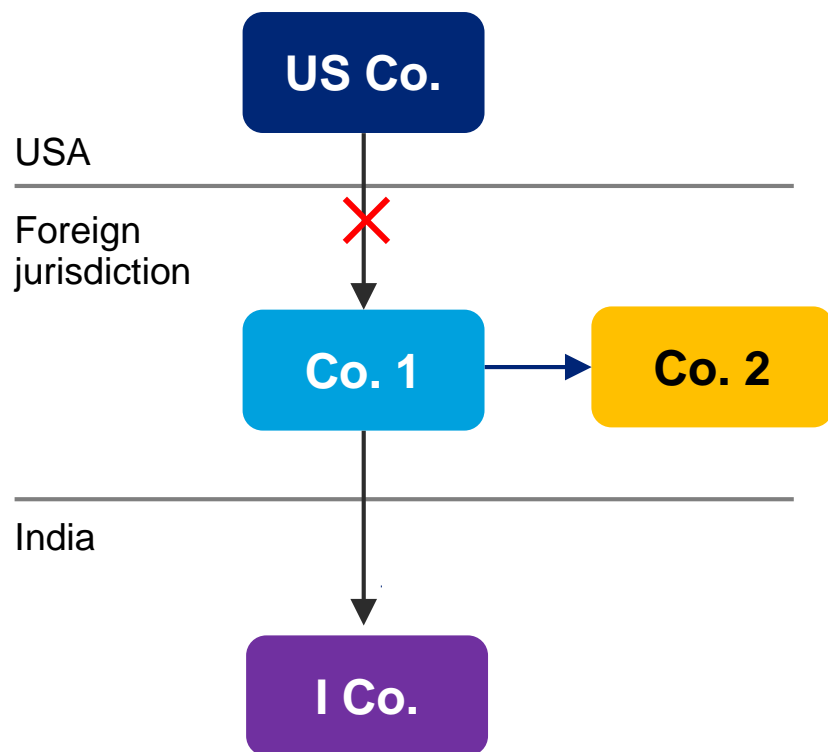 US Co.
USA
Foreign
jurisdiction
Co. 1
Co. 2
India
I Co.